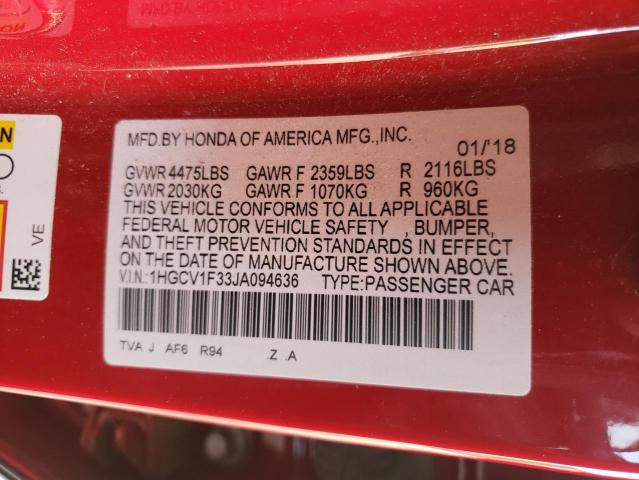 MFD.BY HONDA OF AMERICA MFG.,INC. 01/'18
GVWR 4475LBS GAWR F 2359LBS R 2116LBS
GVWR 2030KG GAWR F 1070KG R 960KG
THIS VEHICLE CONFORMS TO ALL APPLICABLE
FEDERAL MOTOR VEHICLE SAFETY , BUMPER,
AND THEFT PREVENTION STANDARDS IN EFFECT
ON THE DATE OF MANUFACTURE SHOWN ABOVE.
V.I.N.:1HGCV1F33JA094636 TYPE:PASSENGER CAR
TVA J AF6 R94 .Z .A
VE